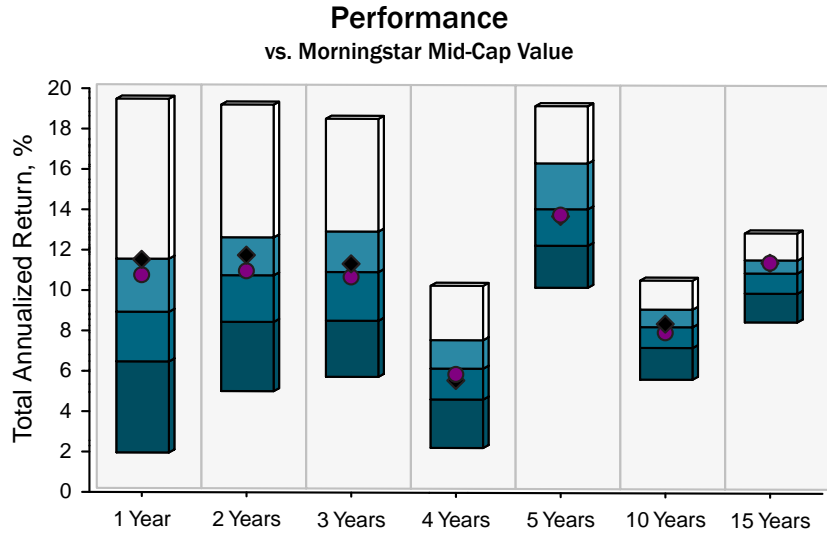 Performance
vs. Morningstar Mid-Cap Value
Total Annualized Return, %
20
18
16
14
12
10
8
6
4
2
0
1 Year 2 Years 3 Years 4 Years 5 Years 10 Years 15 Years